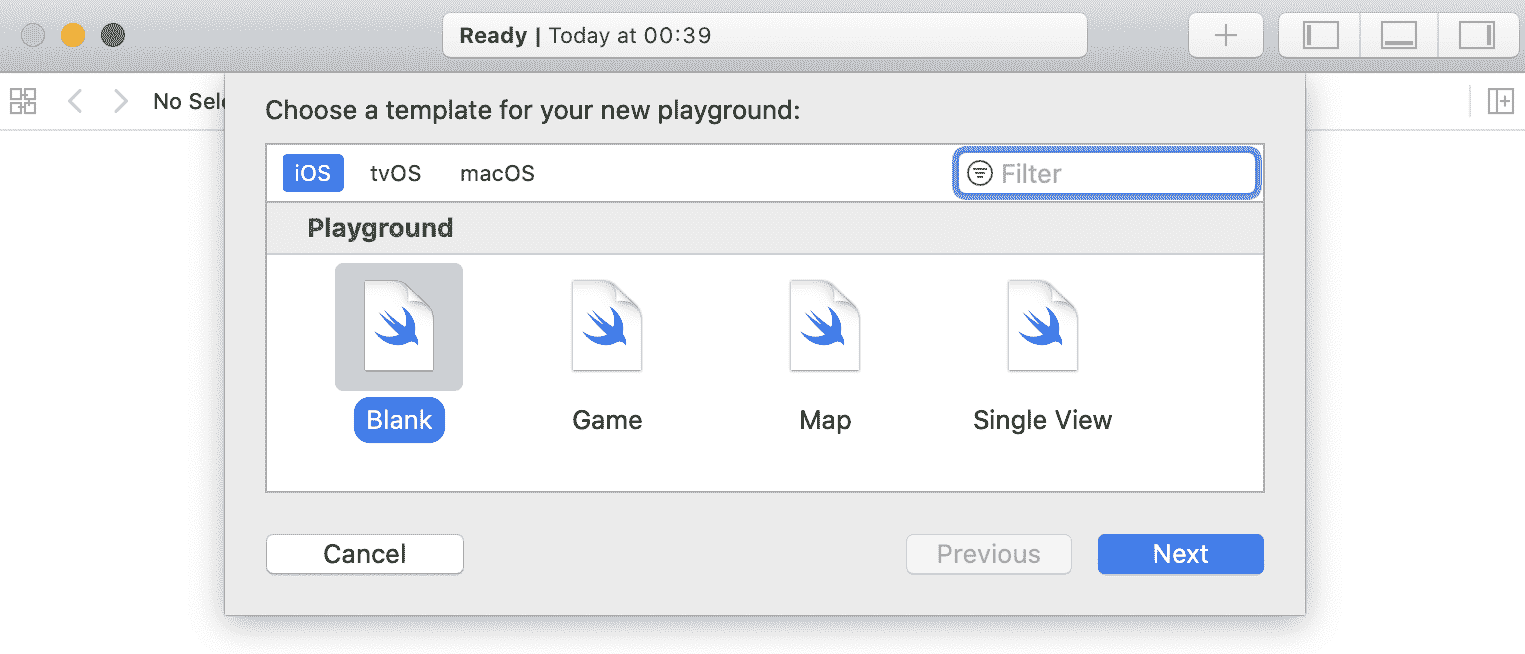 Ready | Today at 00:39
No Sele
Choose a template for your new playground:
iOS tvOS macOS Filter
Playground
Blank Game Map Single View
Cancel Previous Next